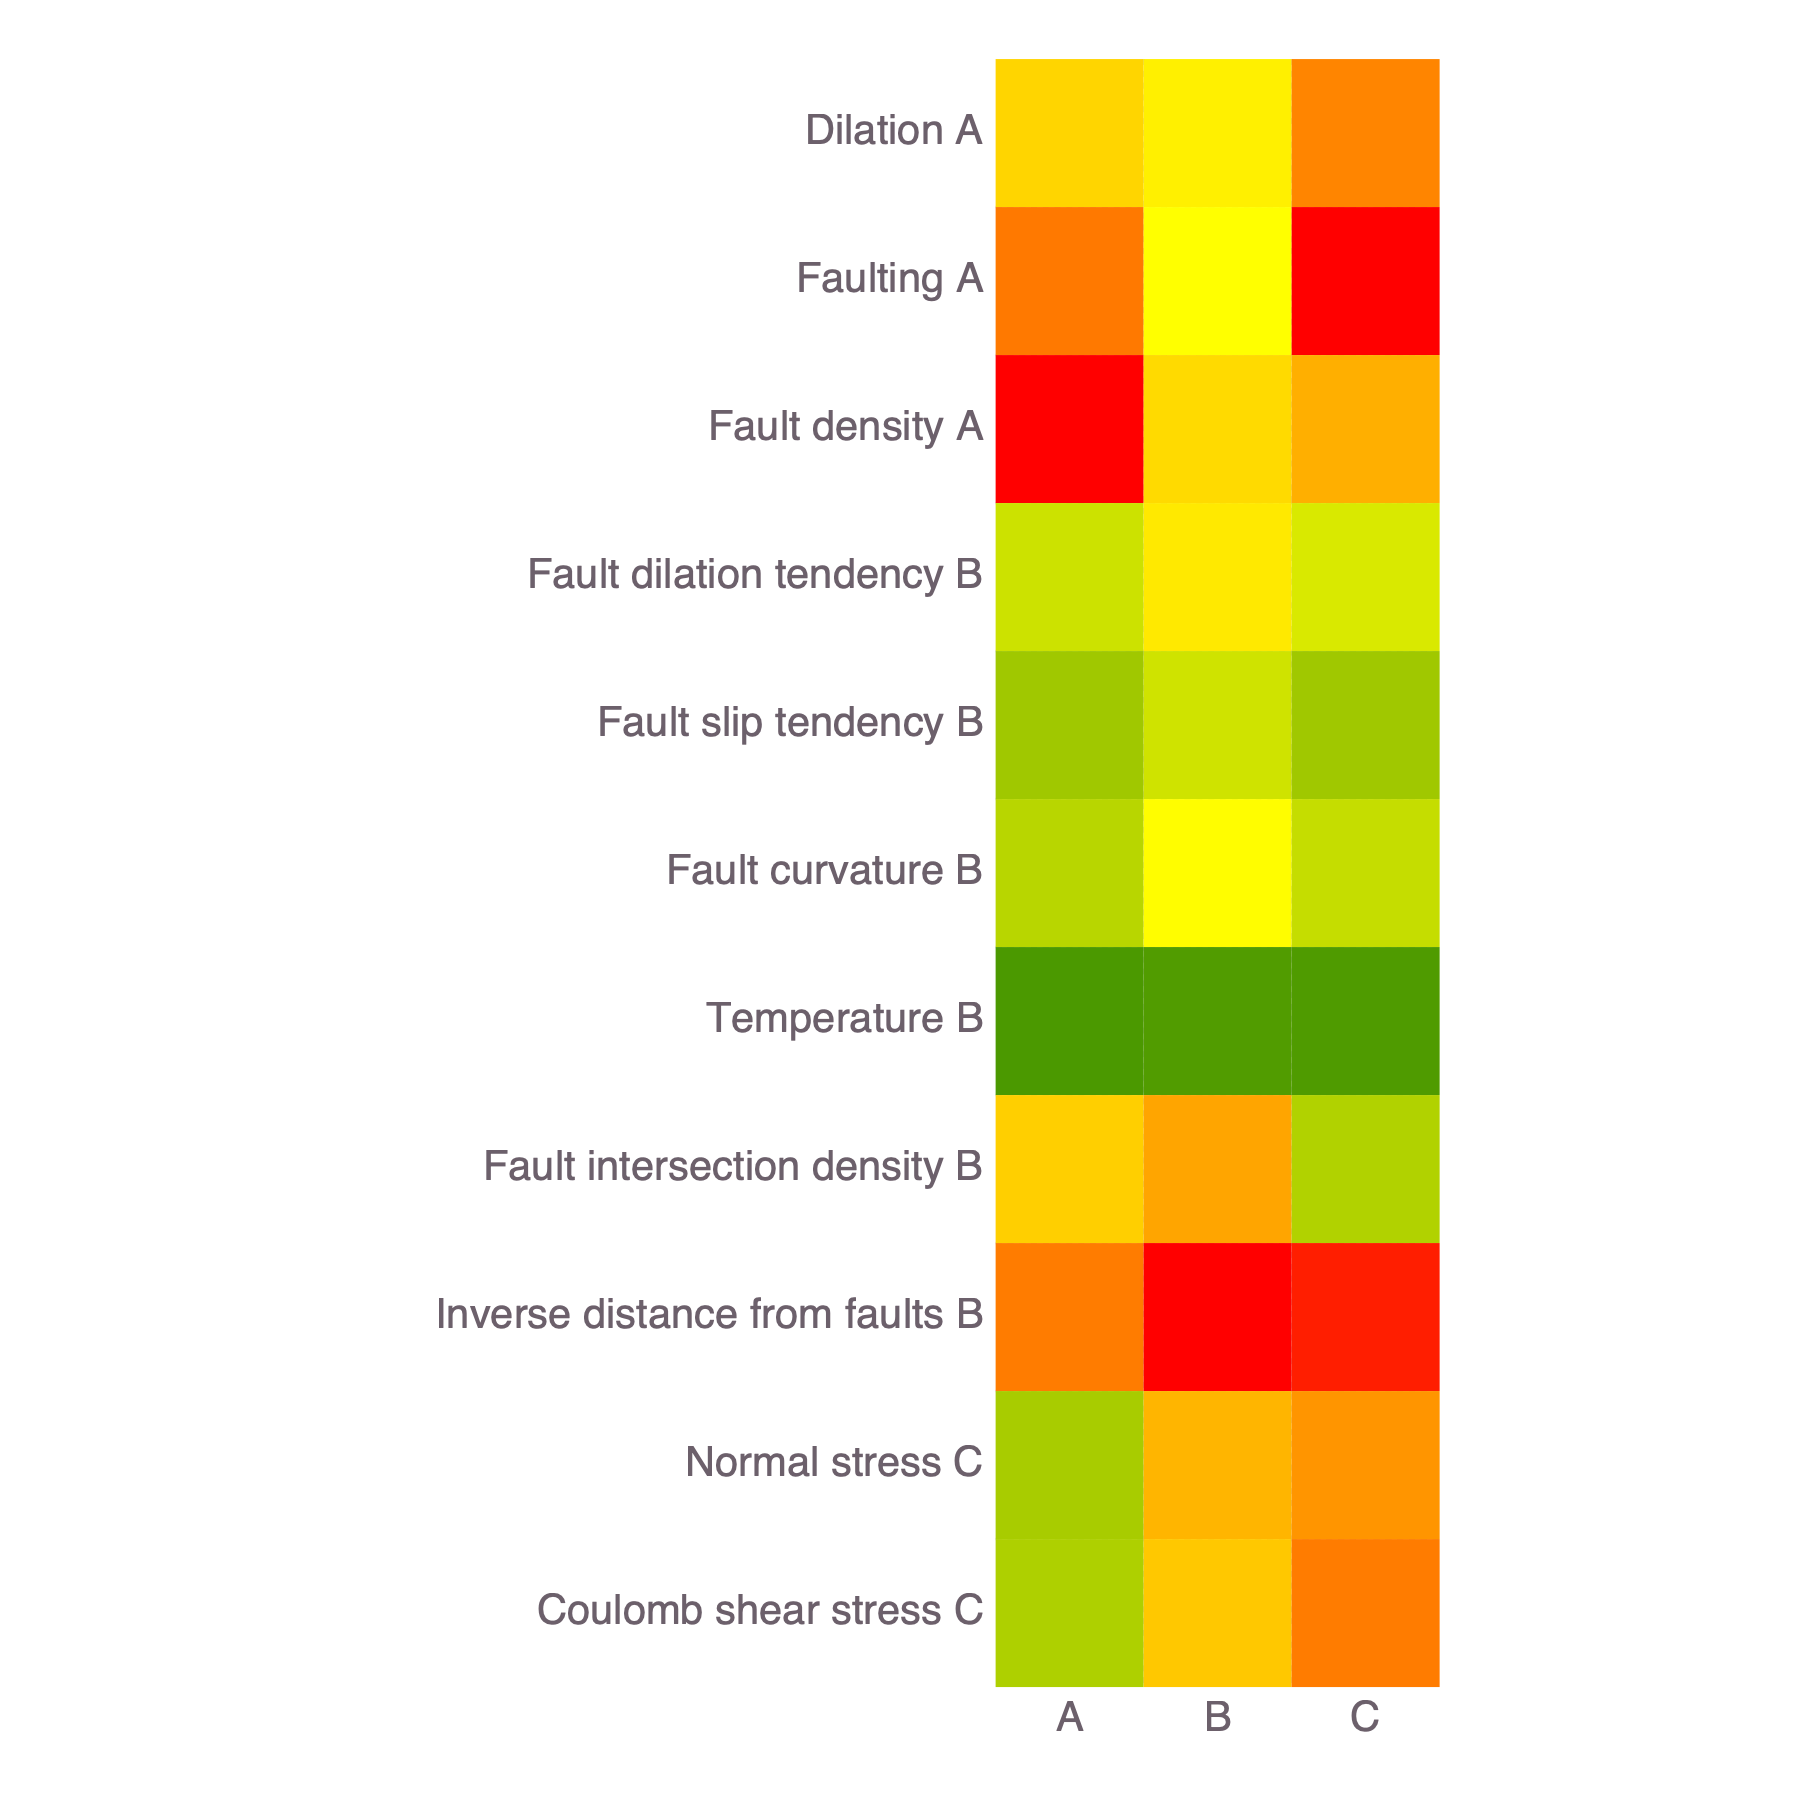 Dilation A
Faulting A
Fault density A
Fault dilation tendency B
Fault slip tendency B
Fault curvature B
Temperature B
Fault intersection density B
Inverse distance from faults B
Normal stress C
Coulomb shear stress C
A B C